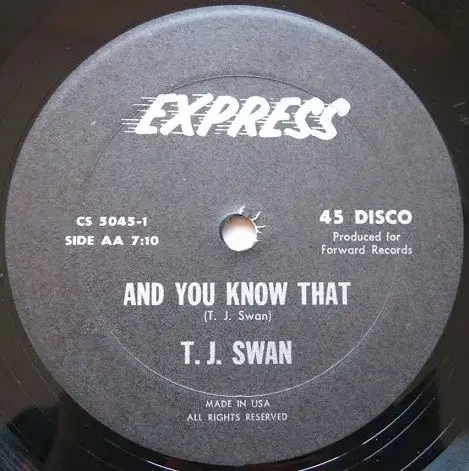 EXPRESS
CS 5045-1
SIDE AA 7:10
45 DISCO
Produced for
Forward Records
AND YOU KNOW THAT
(T. J. Swan)
T. J. SWAN
MADE IN USA
ALL RIGHTS RESERVED